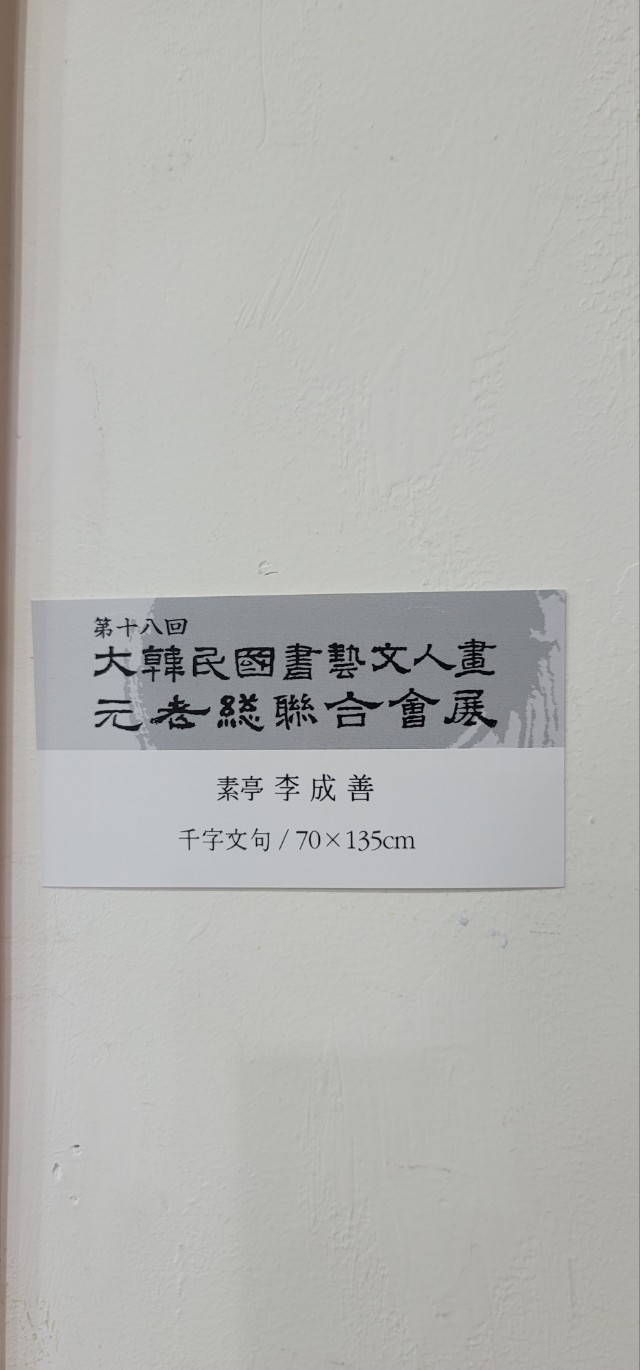 第十八回
大韓民國書藝文人畫
元老総聯合會展
素亭 李成善
千字文句 / 70×135cm